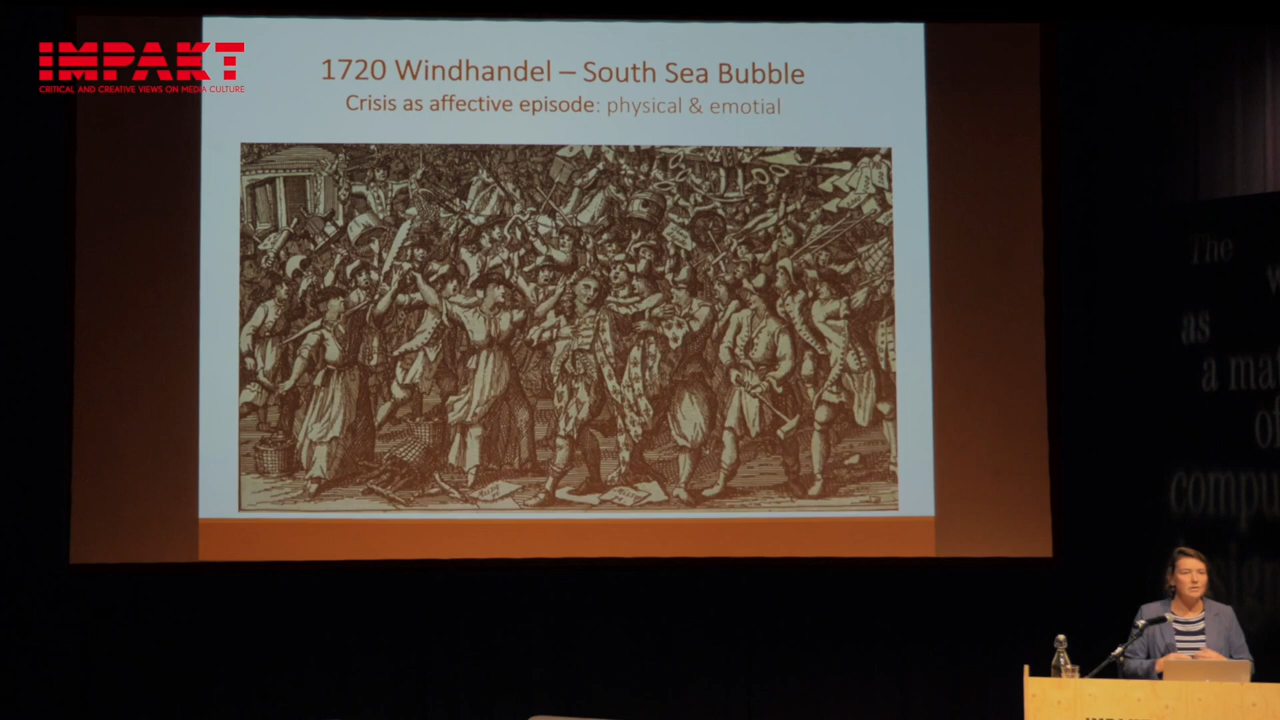 IMPAKT
CRITICAL AND CREATIVE VIEWS ON MEDIA CULTURE
1720 Windhandel – South Sea Bubble
Crisis as affective episode: physical & emotial
The
as
a ma
of
compu